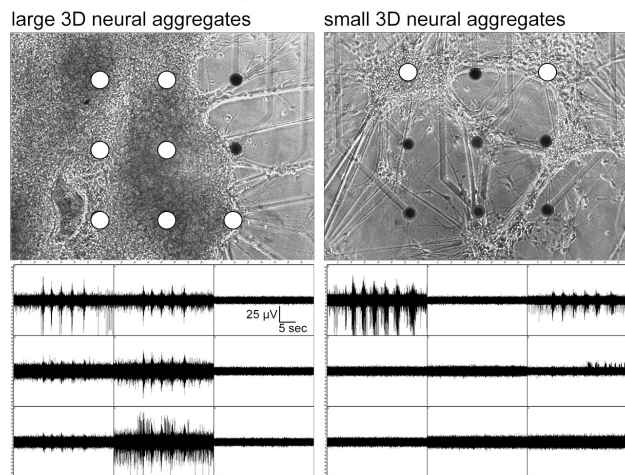 large 3D neural aggregates
small 3D neural aggregates
25 µV
5 sec